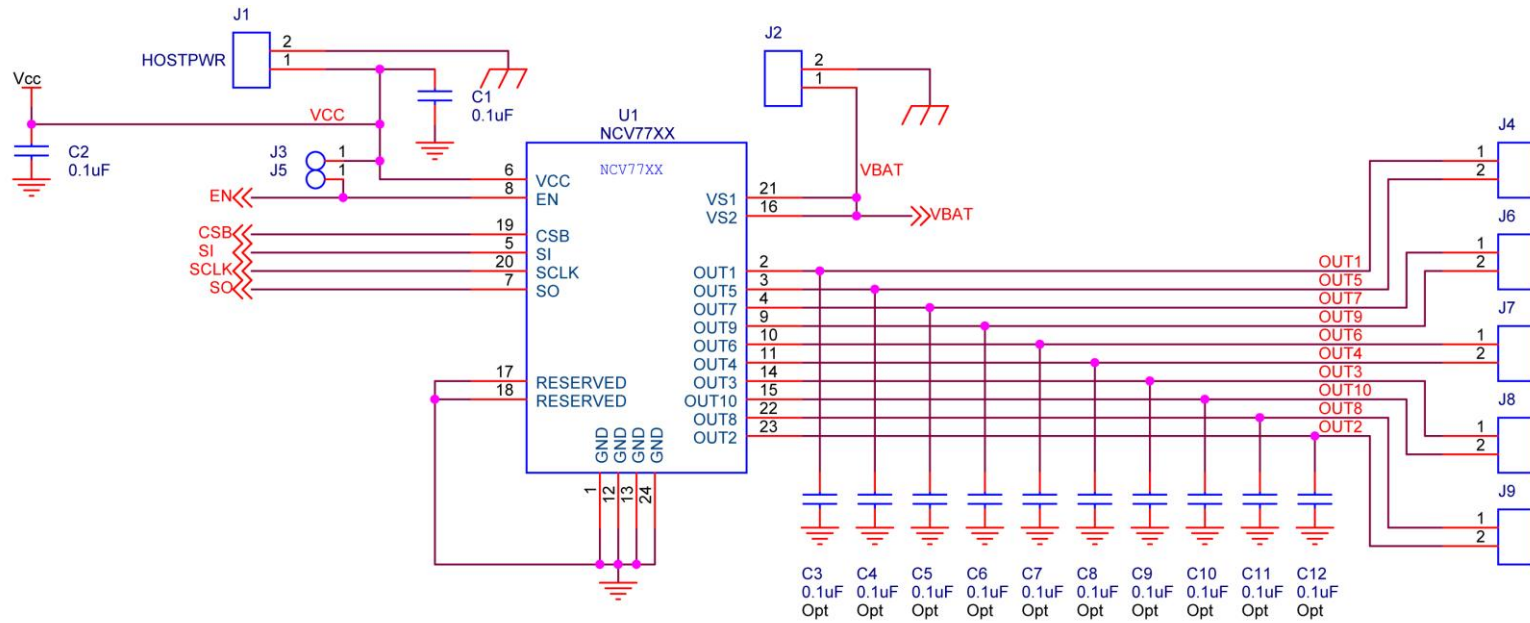 J1
2
1
HOSTPWR
Vcc
VCC
C1
0.1uF
C2
0.1uF
J3
J5
1
1
EN
CSB
SI
SCLK
SO
6
8
19
5
20
7
17
18
U1
NCV77XX
NCV77XX
VCC
EN
CSB
SI
SCLK
SO
RESERVED
RESERVED
GND
GND
GND
GND
1
12
13
24
VS1
VS2
OUT1
OUT5
OUT7
OUT9
OUT6
OUT4
OUT3
OUT10
OUT8
OUT2
21
16
2
3
4
9
10
11
14
15
22
23
J2
2
1
VBAT
VBAT
OUT1
OUT5
OUT7
OUT9
OUT6
OUT4
OUT3
OUT10
OUT8
OUT2
J4
1
2
J6
1
2
J7
1
2
J8
1
2
J9
1
2
C3 C4 C5 C6 C7 C8 C9 C10 C11 C12
0.1uF 0.1uF 0.1uF 0.1uF 0.1uF 0.1uF 0.1uF 0.1uF 0.1uF 0.1uF
Opt Opt Opt Opt Opt Opt Opt Opt Opt Opt